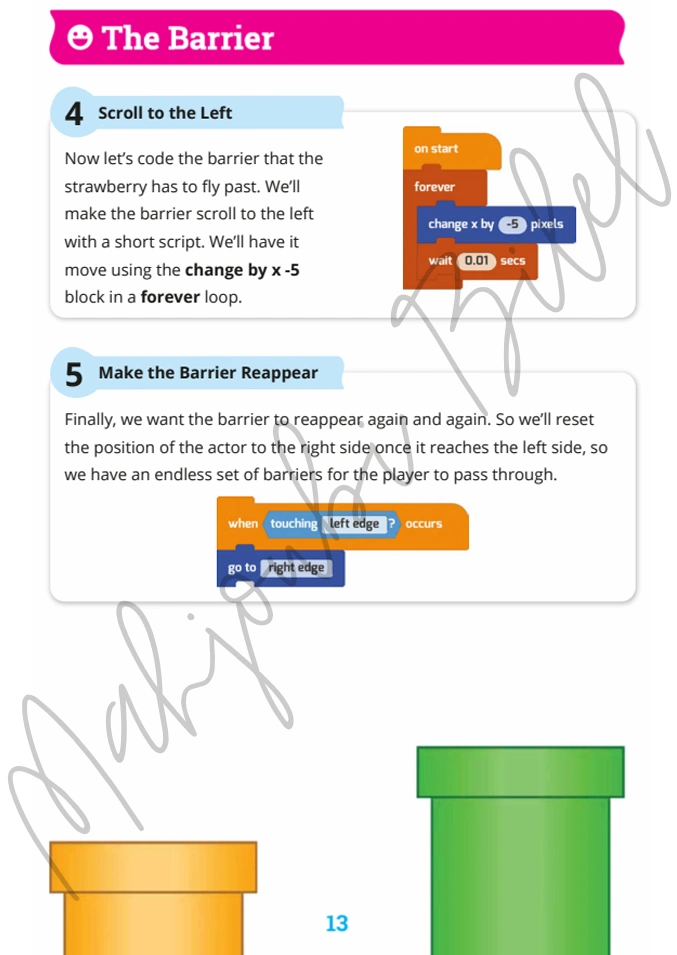 The Barrier
4 Scroll to the Left
Now let's code the barrier that the
strawberry has to fly past. We'll
make the barrier scroll to the left
with a short script. We'll have it
move using the change by x -5
block in a forever loop.
on start
forever
change x by -5 pixels
wait 0.01 secs
5 Make the Barrier Reappear
Finally, we want the barrier to reappear again and again. So we'll reset
the position of the actor to the right side once it reaches the left side, so
we have an endless set of barriers for the player to pass through.
when touching left edge ? occurs
go to right edge
Mahjoubi Bilel
13